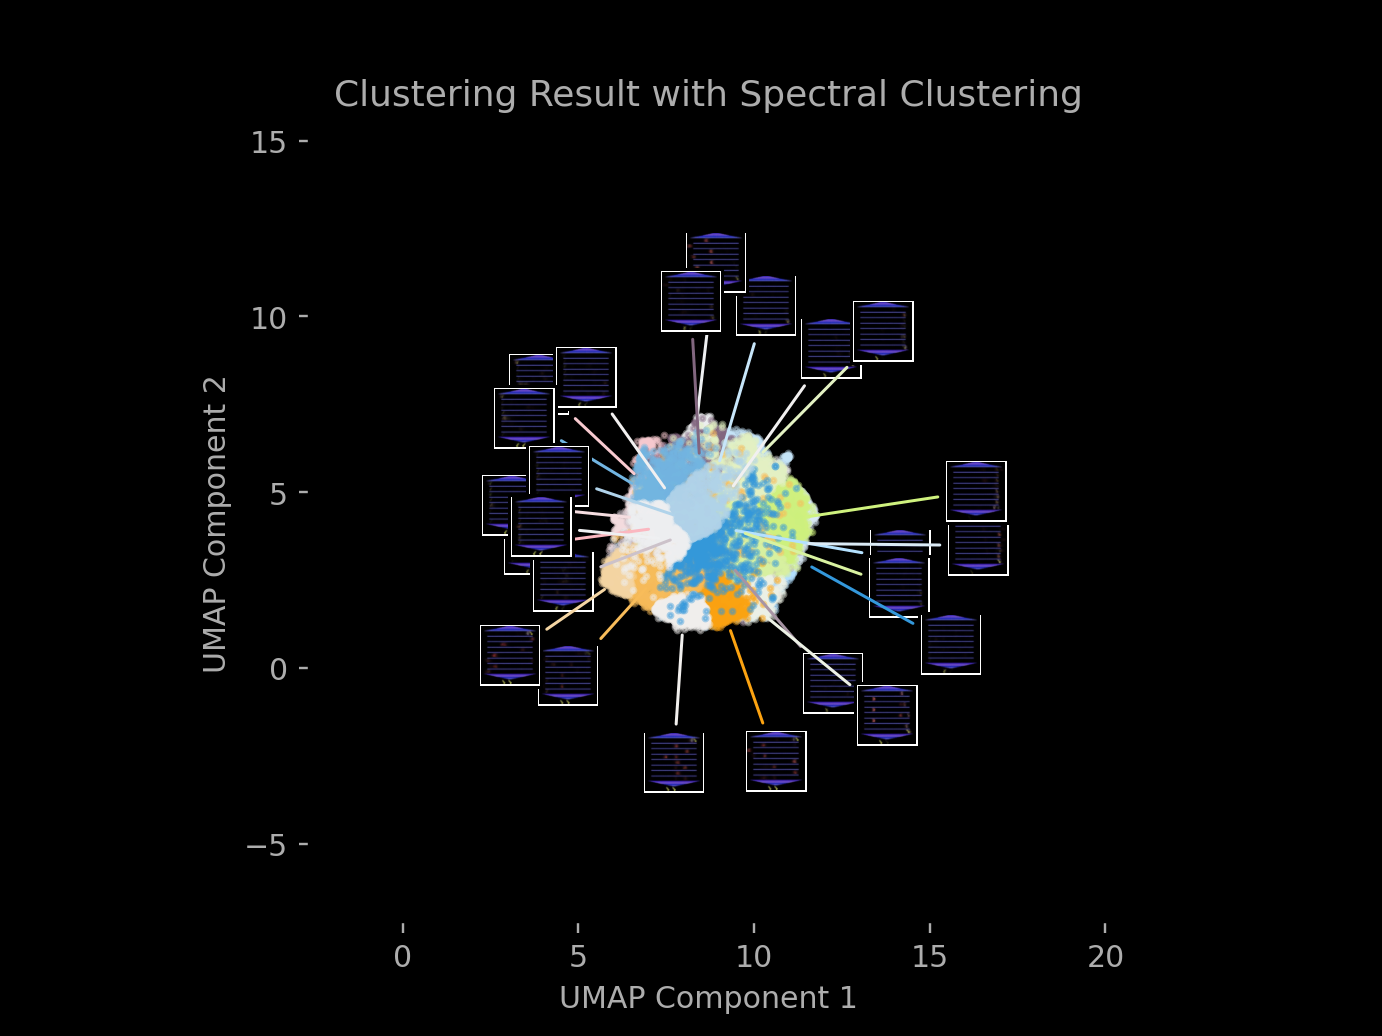 Clustering Result with Spectral Clustering
15
10
5
0
−5
UMAP Component 2
0 5 10 15 20
UMAP Component 1